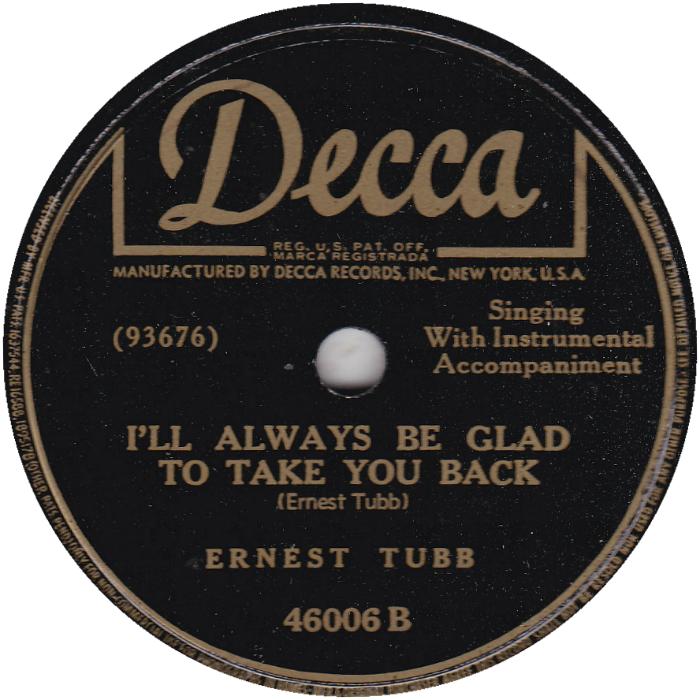 Decca
REG. U.S. PAT. OFF.
MARCA REGISTRADA
MANUFACTURED BY DECCA RECORDS, INC., NEW YORK, U.S.A.
(93676)
Singing
With Instrumental
Accompaniment
I'LL ALWAYS BE GLAD
TO TAKE YOU BACK
(Ernest Tubb)
ERNEST TUBB
46006 B